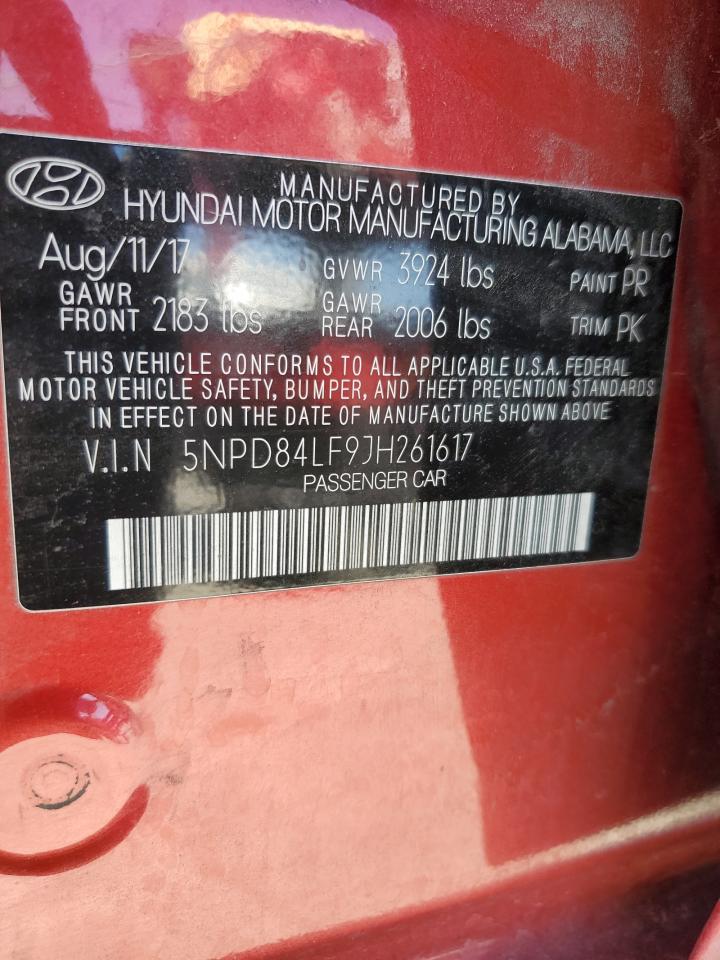 MANUFACTURED BY
HYUNDAI MOTOR MANUFACTURING ALABAMA, LLC
Aug/11/17 GVWR 3924 lbs PAINT PR
GAWR FRONT 2183 lbs GAWR REAR 2006 lbs TRIM PK
THIS VEHICLE CONFORMS TO ALL APPLICABLE U.S.A. FEDERAL
MOTOR VEHICLE SAFETY, BUMPER, AND THEFT PREVENTION STANDARDS
IN EFFECT ON THE DATE OF MANUFACTURE SHOWN ABOVE
V.I.N 5NPD84LF9JH261617
PASSENGER CAR